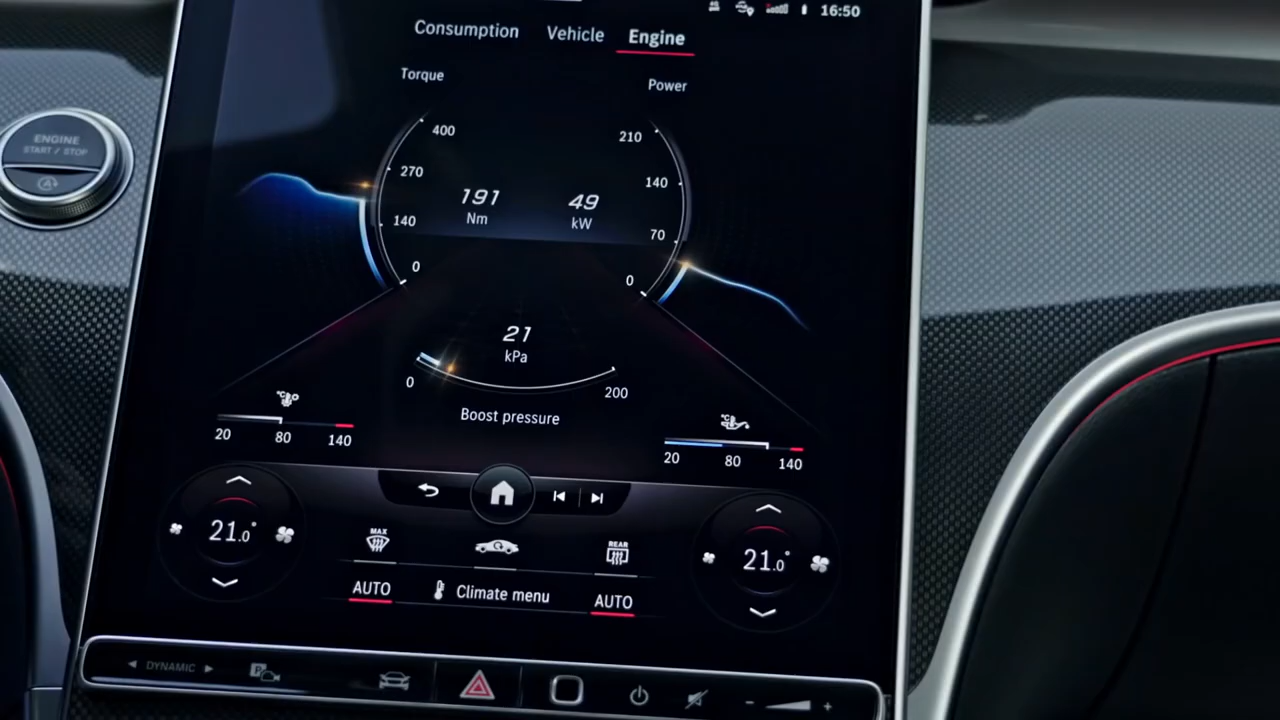 16:50
Consumption Vehicle Engine
Torque
Power
ENGINE
START / STOP
400
270
140
0
191
Nm
49
kW
210
140
70
0
21
kPa
0
200
Boost pressure
°C
20 80 140
°C
20 80 140
21.0°
MAX
REAR
21.0°
AUTO
Climate menu
AUTO
DYNAMIC
P